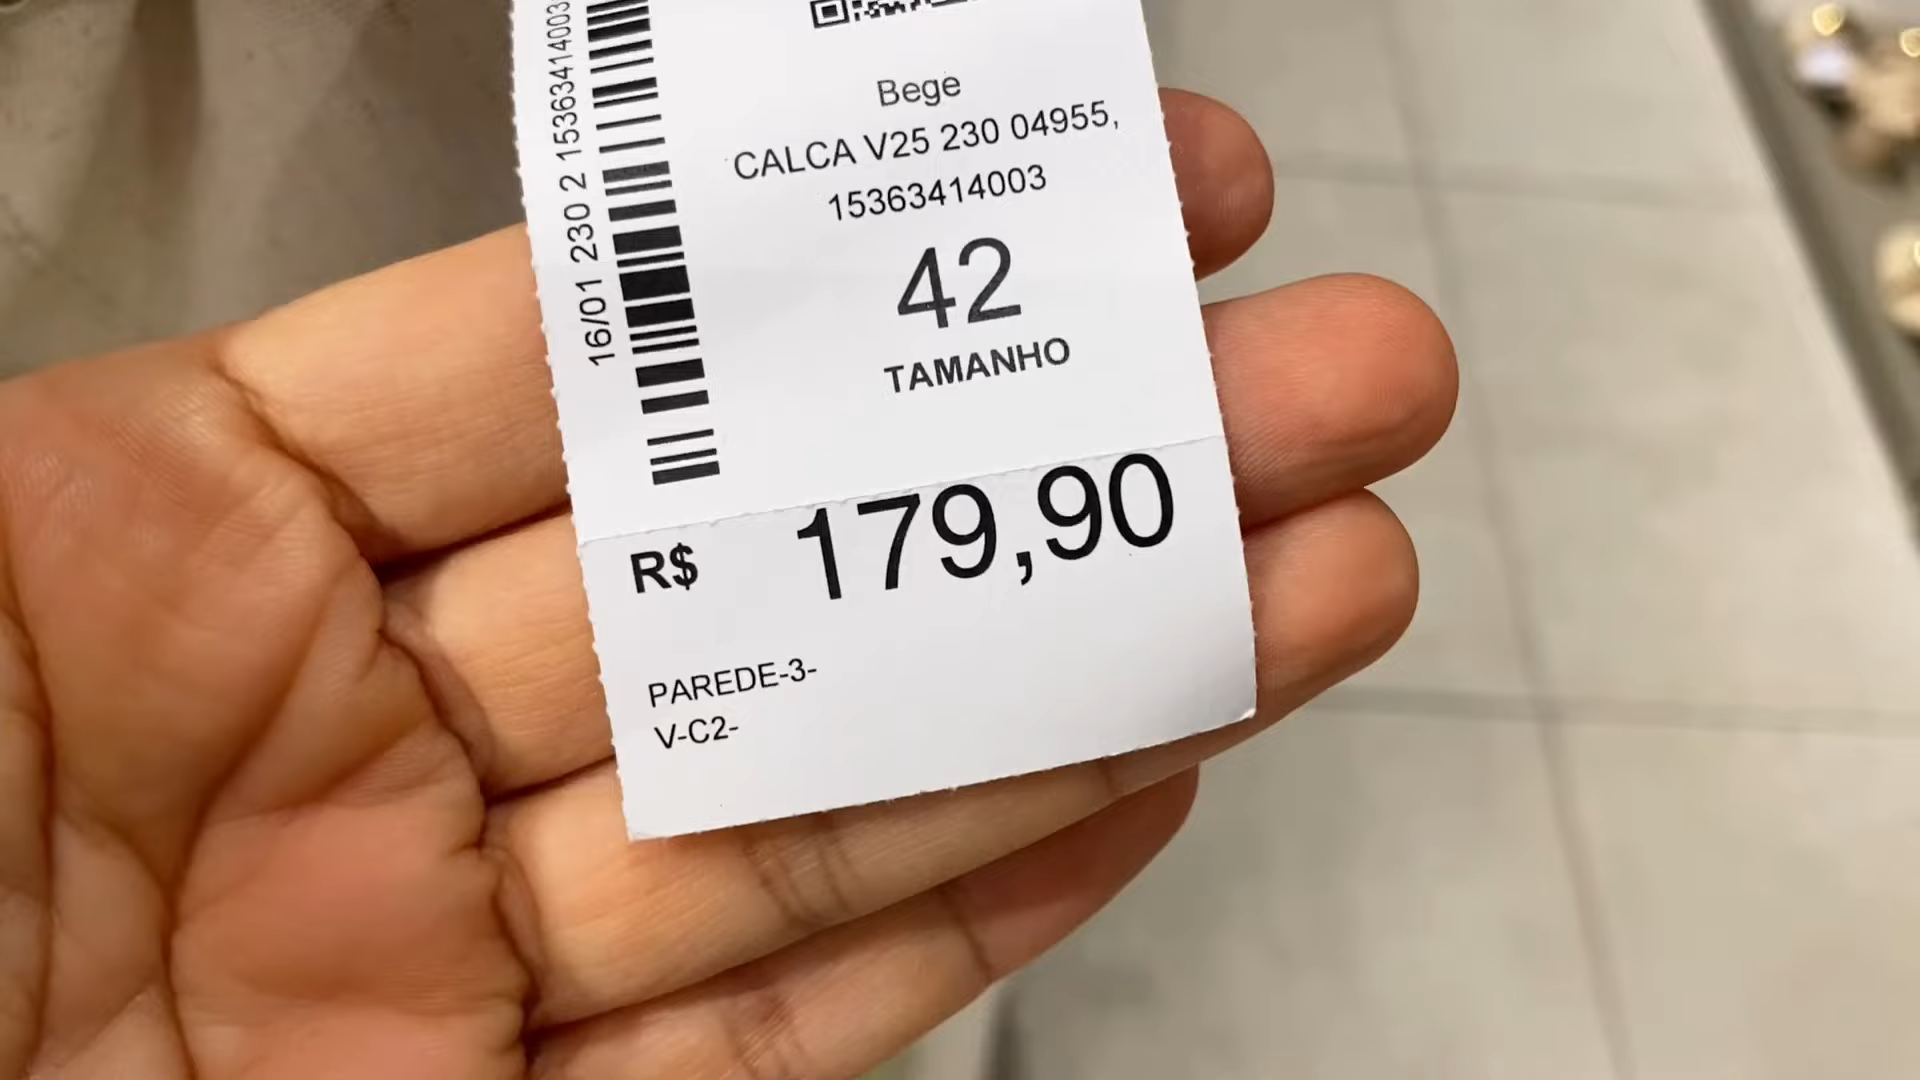 16/01 230 2 15363414003
Bege
CALCA V25 230 04955,
15363414003
42
TAMANHO
R$ 179,90
PAREDE-3-
V-C2-